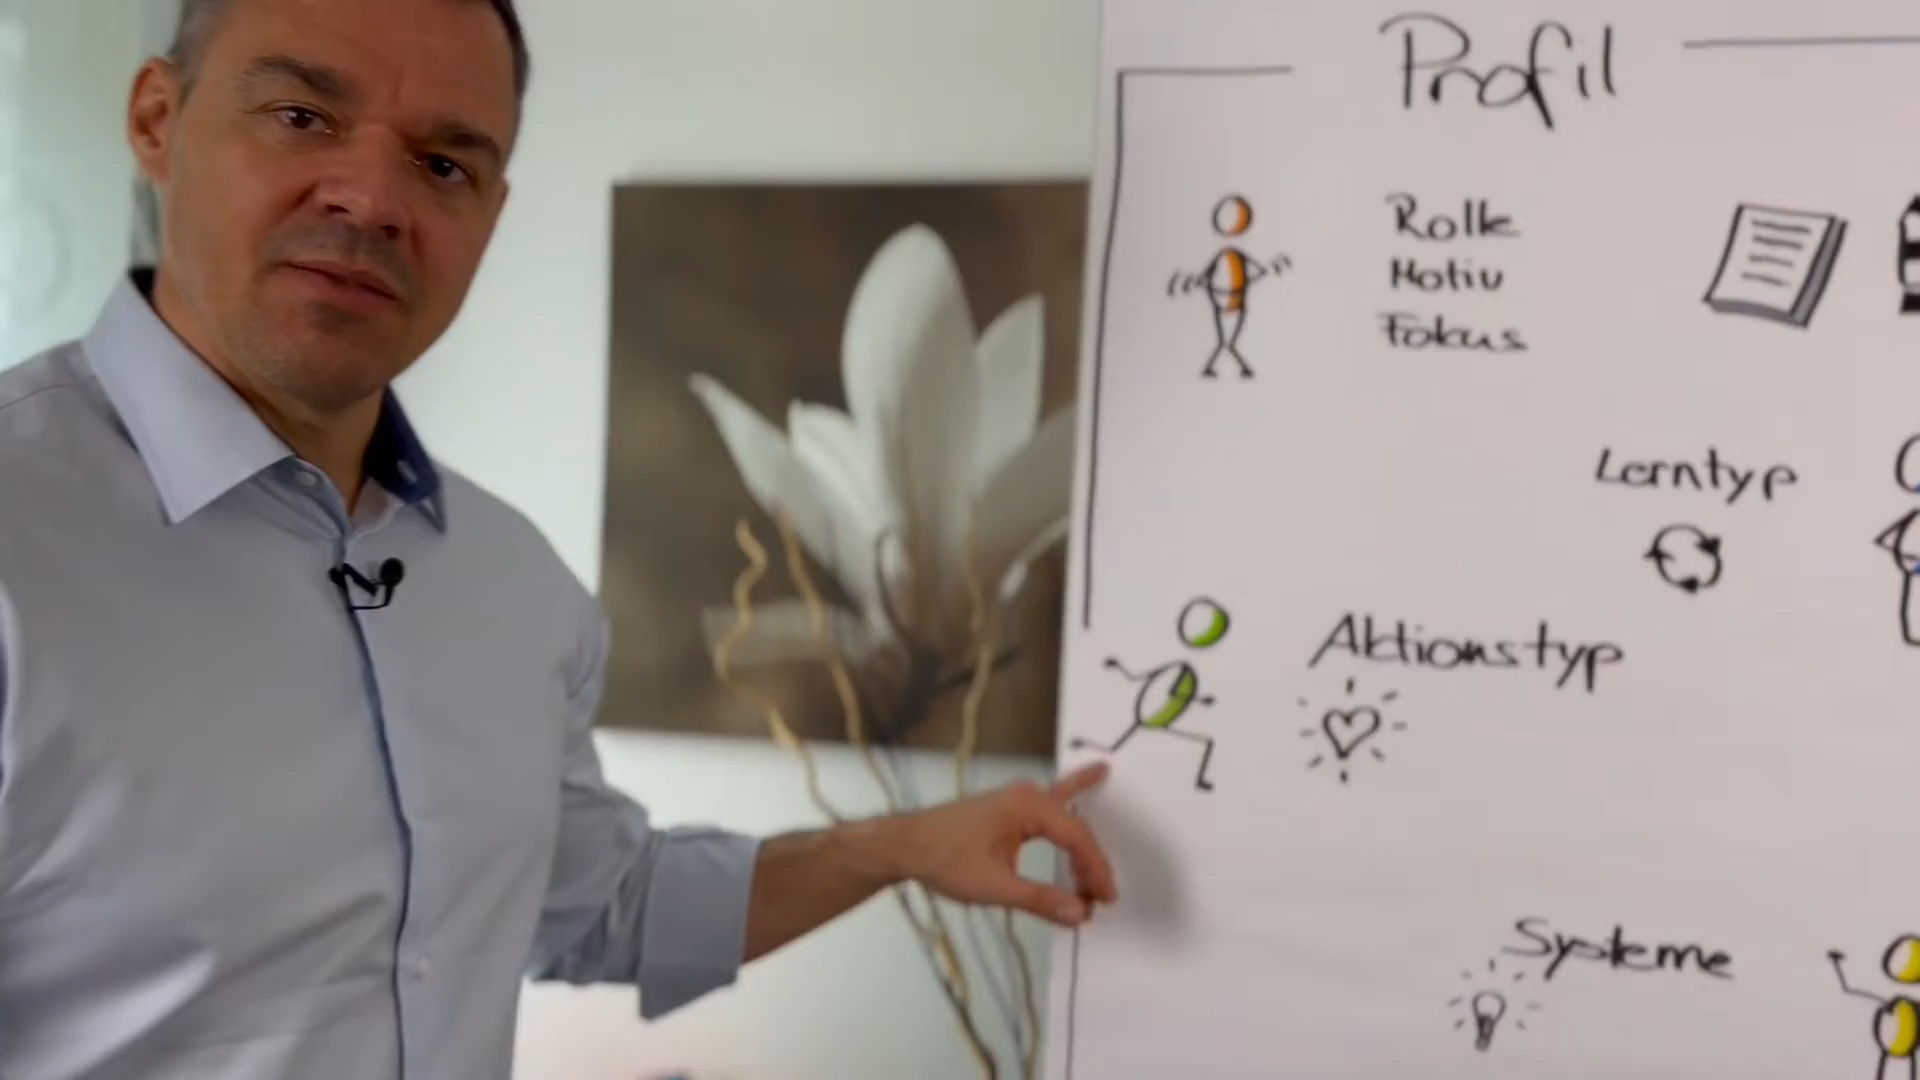 Profil
Rolle
Motiv
Fokus
Lerntyp
Aktionstyp
Systeme